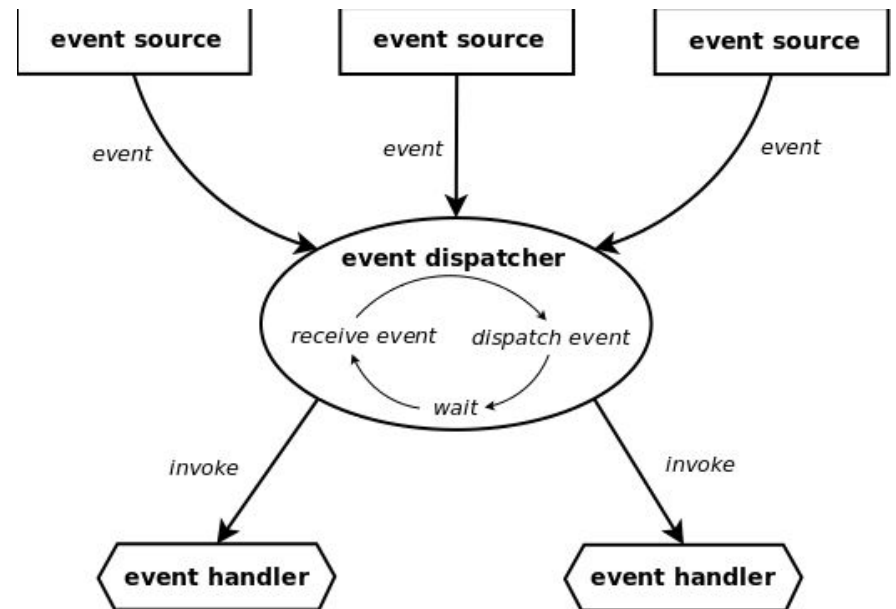 event source
event source
event source
event
event
event
event dispatcher
receive event
dispatch event
wait
invoke
invoke
event handler
event handler